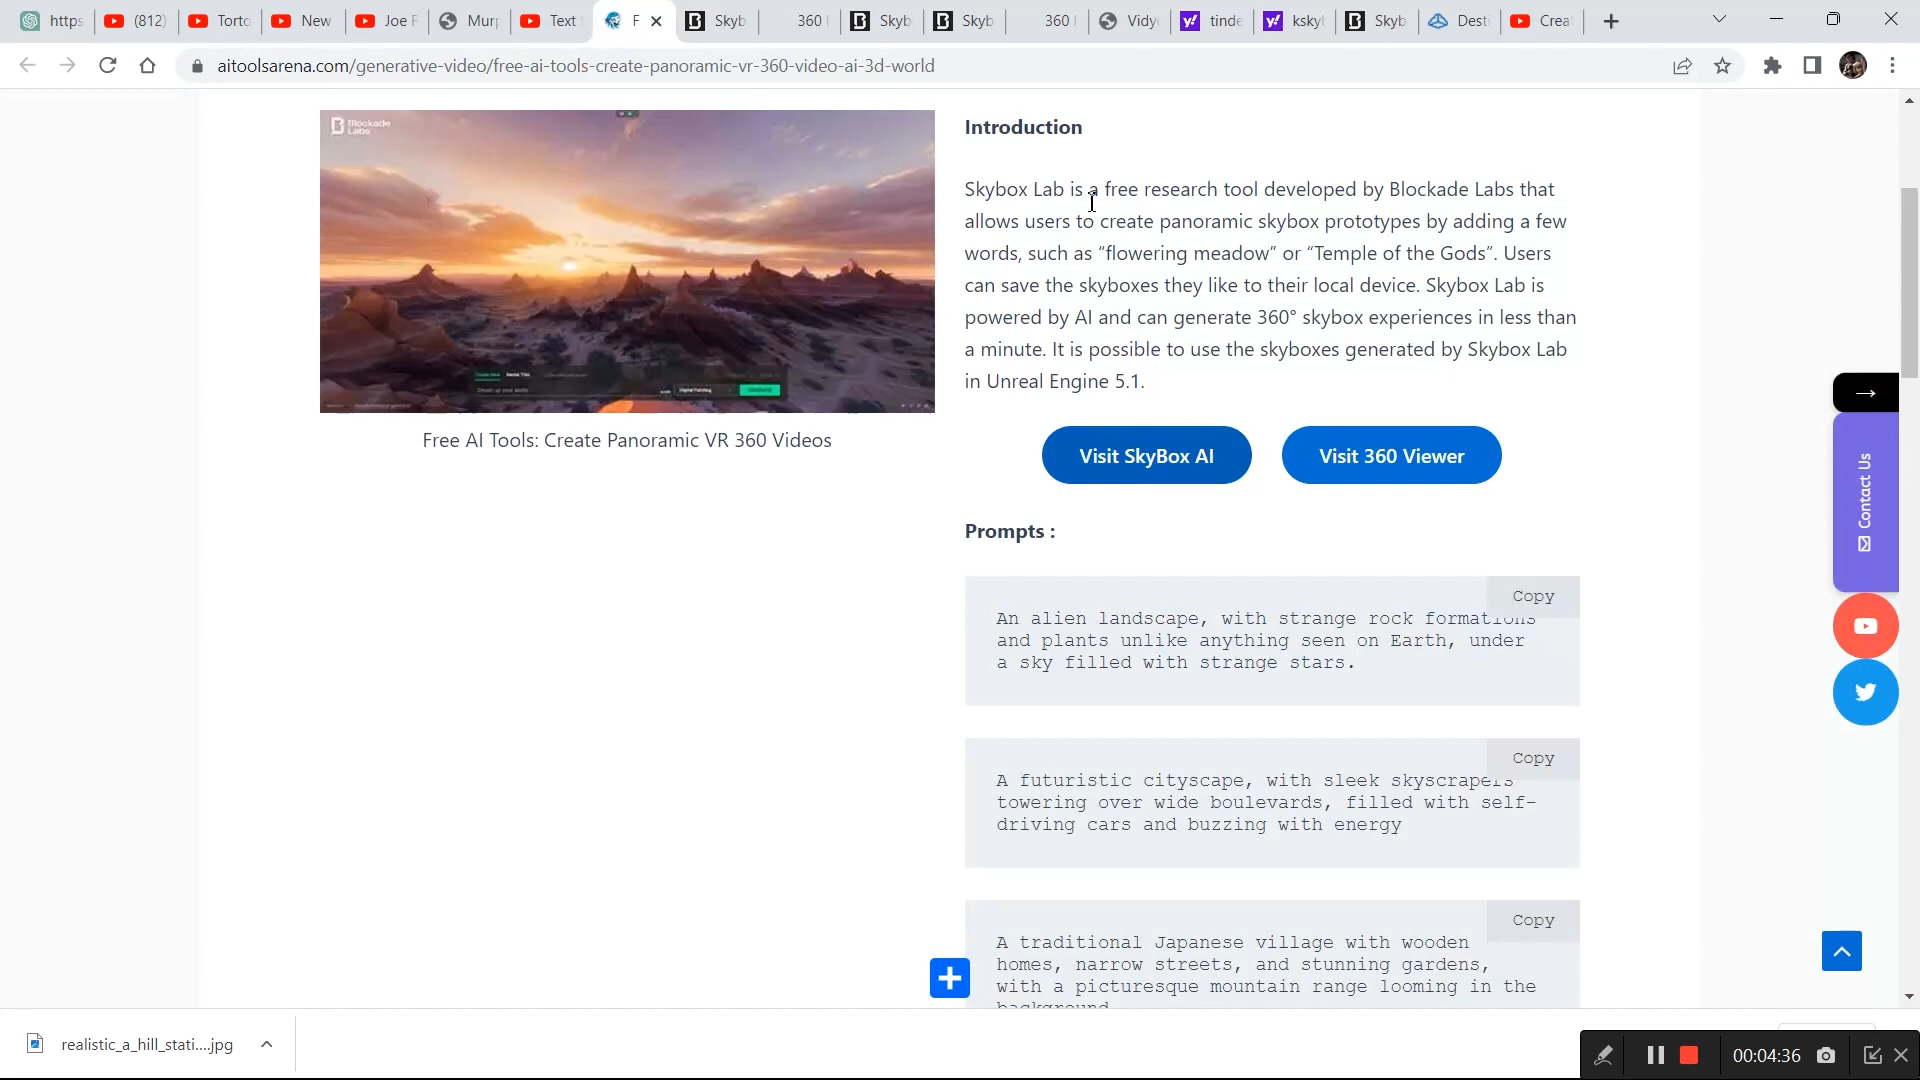 https
(812)
Torto
New
Joe R
Murp
Text
F
Skyb
360
Skyb
Skyb
360
Vidy
tinde
ksky
Skyb
Desti
Crea
aitoolsarena.com/generative-video/free-ai-tools-create-panoramic-vr-360-video-ai-3d-world
Blockade
Labs
Digital Painting
Free AI Tools: Create Panoramic VR 360 Videos
Introduction
Skybox Lab is a free research tool developed by Blockade Labs that
allows users to create panoramic skybox prototypes by adding a few
words, such as “flowering meadow” or “Temple of the Gods”. Users
can save the skyboxes they like to their local device. Skybox Lab is
powered by AI and can generate 360° skybox experiences in less than
a minute. It is possible to use the skyboxes generated by Skybox Lab
in Unreal Engine 5.1.
Visit SkyBox AI
Visit 360 Viewer
Prompts :
Copy
An alien landscape, with strange rock formations
and plants unlike anything seen on Earth, under
a sky filled with strange stars.
Copy
A futuristic cityscape, with sleek skyscrapers
towering over wide boulevards, filled with self-
driving cars and buzzing with energy
Copy
A traditional Japanese village with wooden
homes, narrow streets, and stunning gardens,
with a picturesque mountain range looming in the
background
→
Contact Us
realistic_a_hill_stati....jpg
00:04:36